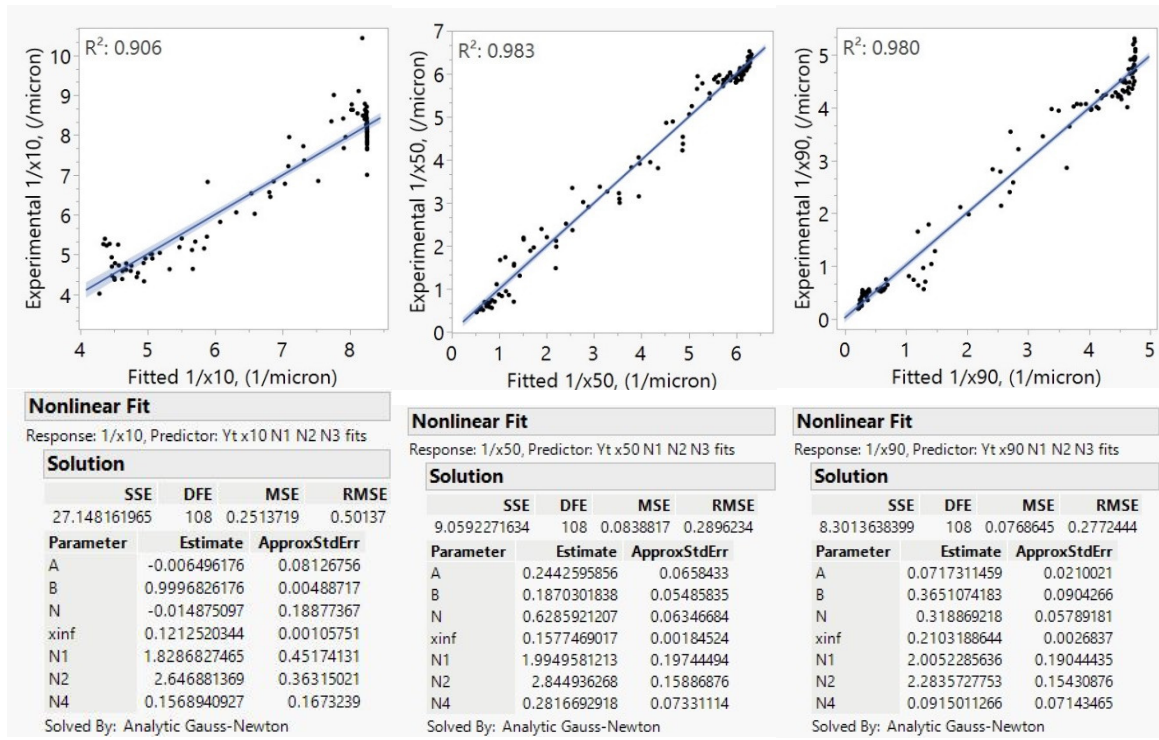 R²: 0.906
10
9
8
7
6
5
4
Experimental 1/x10, (/micron)
4 5 6 7 8
Fitted 1/x10, (1/micron)
R²: 0.983
7
6
5
4
3
2
1
0
Experimental 1/x50, (/micron)
0 1 2 3 4 5 6
Fitted 1/x50, (1/micron)
R²: 0.980
5
4
3
2
1
0
Experimental 1/x90, (/micron)
0 1 2 3 4 5
Fitted 1/x90, (1/micron)
Nonlinear Fit
Response: 1/x10, Predictor: Yt x10 N1 N2 N3 fits
Solution
SSE DFE MSE RMSE
27.148161965 108 0.2513719 0.50137
Parameter Estimate ApproxStdErr
A -0.006496176 0.08126756
B 0.9996826176 0.00488717
N -0.014875097 0.18877367
xinf 0.1212520344 0.00105751
N1 1.8286827465 0.45174131
N2 2.646881369 0.36315021
N4 0.1568940927 0.1673239
Solved By: Analytic Gauss-Newton
Nonlinear Fit
Response: 1/x50, Predictor: Yt x50 N1 N2 N3 fits
Solution
SSE DFE MSE RMSE
9.0592271634 108 0.0838817 0.2896234
Parameter Estimate ApproxStdErr
A 0.2442595856 0.0658433
B 0.1870301838 0.05485835
N 0.6285921207 0.06346684
xinf 0.1577469017 0.00184524
N1 1.9949581213 0.19744494
N2 2.844936268 0.15886876
N4 0.2816692918 0.07331114
Solved By: Analytic Gauss-Newton
Nonlinear Fit
Response: 1/x90, Predictor: Yt x90 N1 N2 N3 fits
Solution
SSE DFE MSE RMSE
8.3013638399 108 0.0768645 0.2772444
Parameter Estimate ApproxStdErr
A 0.0717311459 0.0210021
B 0.3651074183 0.0904266
N 0.318869218 0.05789181
xinf 0.2103188644 0.0026837
N1 2.0052285636 0.19044435
N2 2.2835727753 0.15430876
N4 0.0915011266 0.07143465
Solved By: Analytic Gauss-Newton